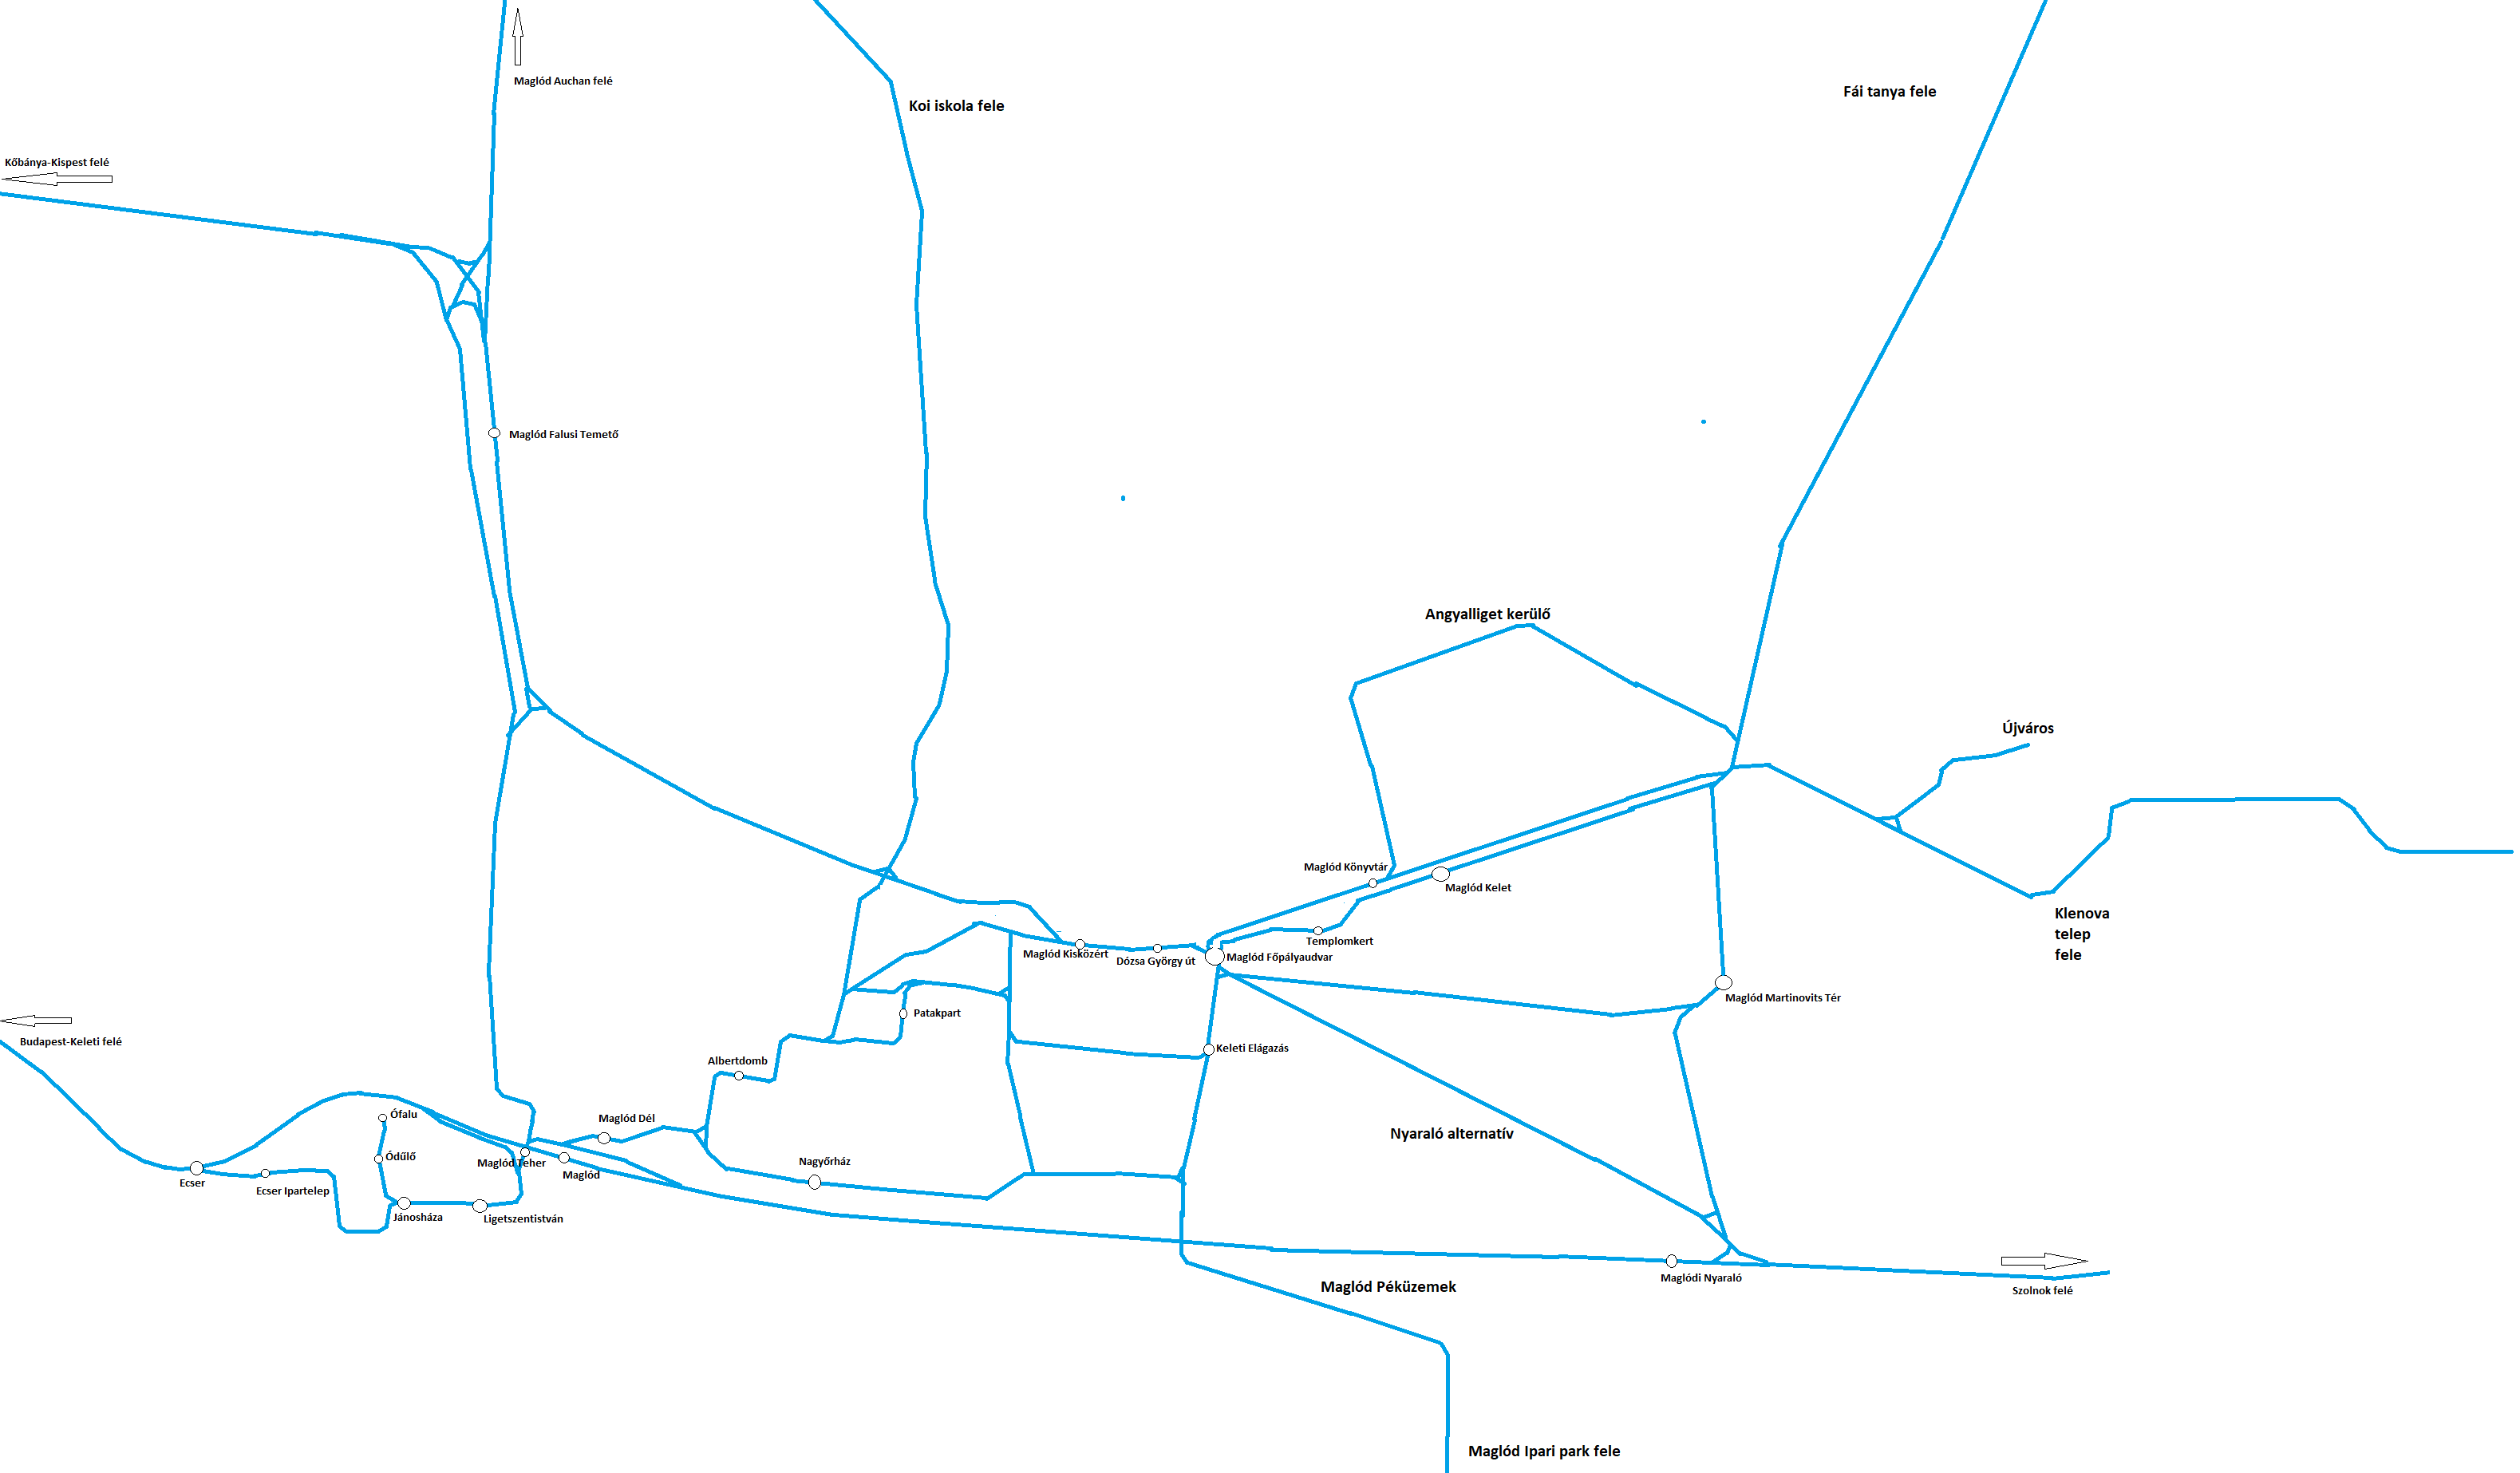 Maglód Auchan felé
Koi iskola fele
Fái tanya fele
Kőbánya-Kispest felé
Maglód Falusi Temető
Angyalliget kerülő
Újváros
Maglód Könyvtár
Maglód Kelet
Klenova
telep
fele
Templomkert
Maglód Kisközért
Dózsa György út
Maglód Főpályaudvar
Maglód Martinovits Tér
Patakpart
Budapest-Keleti felé
Keleti Elágazás
Albertdomb
Ófalu
Maglód Dél
Nyaraló alternatív
Ódűlő
Maglód Teher
Nagyőrház
Maglód
Ecser
Ecser Ipartelep
Jánosháza
Ligetszentistván
Maglód Péküzemek
Maglódi Nyaraló
Szolnok felé
Maglód Ipari park fele